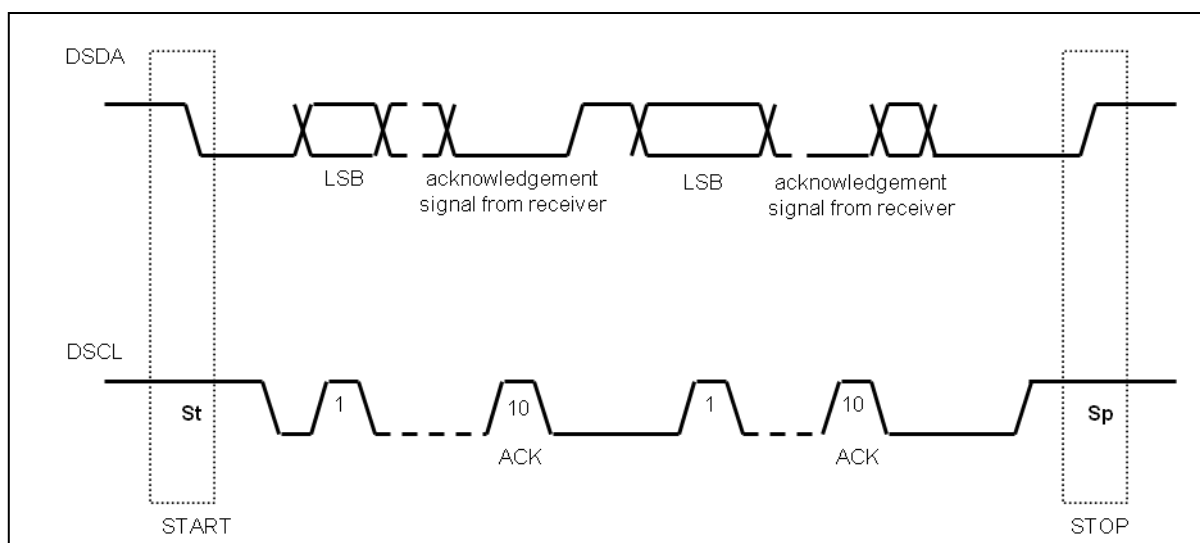 DSDA
LSB
acknowledgement
signal from receiver
LSB
acknowledgement
signal from receiver
DSCL
St
1
10
1
10
Sp
ACK
ACK
START
STOP